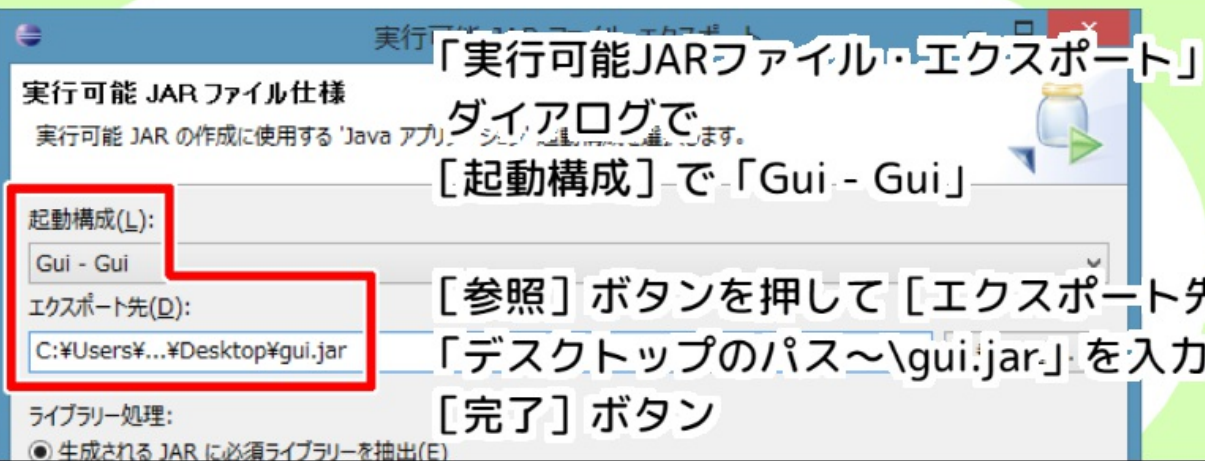 実行
「実行可能JARファイル・エクスポート」
実行可能 JAR ファイル仕様
ダイアログで
実行可能 JAR の作成に使用する 'Java アプリ
ます。
［起動構成］で「Gui - Gui」
起動構成(L):
Gui - Gui
エクスポート先(D):
［参照］ボタンを押して［エクスポート先
C:¥Users¥...¥Desktop¥gui.jar
「デスクトップのパス～\gui.jar」を入力
［完了］ボタン
ライブラリー処理:
生成される JAR に必須ライブラリーを抽出(E)